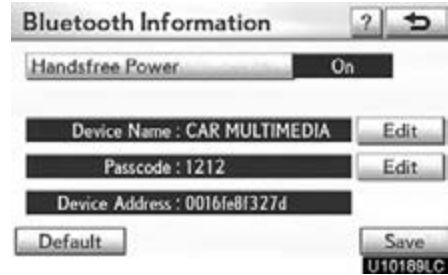 Bluetooth Information ?
Handsfree Power On
Device Name : CAR MULTIMEDIA Edit
Passcode : 1212 Edit
Device Address : 0016fe8f327d
Default Save
U10189LC